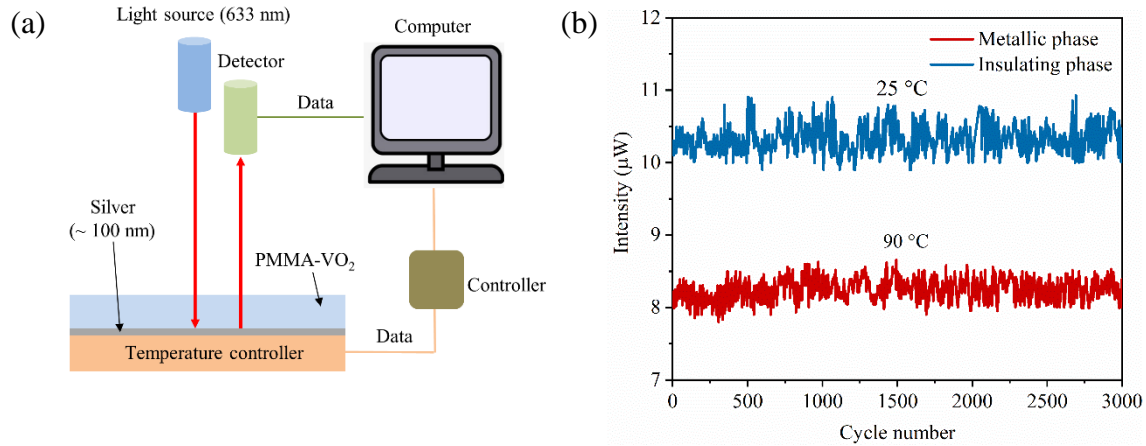 (a)
Light source (633 nm)
Detector
Data
Computer
Silver
(~ 100 nm)
PMMA-VO₂
Controller
Temperature controller
Data
(b)
12
11
10
9
8
7
Intensity (μW)
Metallic phase
Insulating phase
25 °C
90 °C
0
500
1000
1500
2000
2500
3000
Cycle number